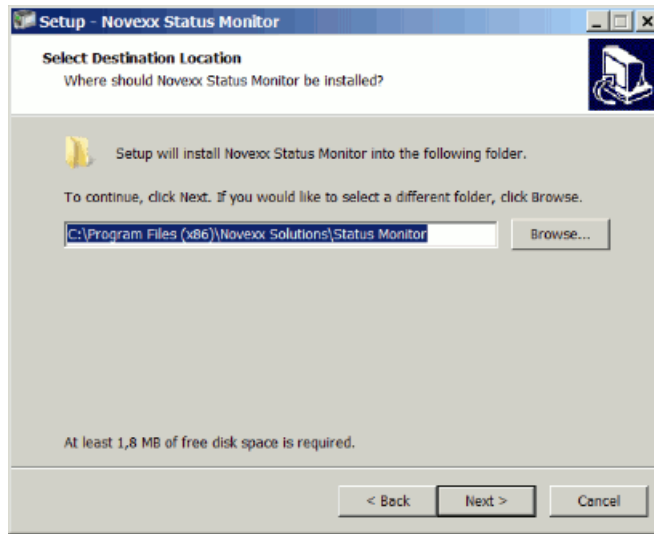 Setup - Novexx Status Monitor
Select Destination Location
Where should Novexx Status Monitor be installed?
Setup will install Novexx Status Monitor into the following folder.
To continue, click Next. If you would like to select a different folder, click Browse.
C:\Program Files (x86)\Novexx Solutions\Status Monitor
Browse...
At least 1,8 MB of free disk space is required.
< Back
Next >
Cancel